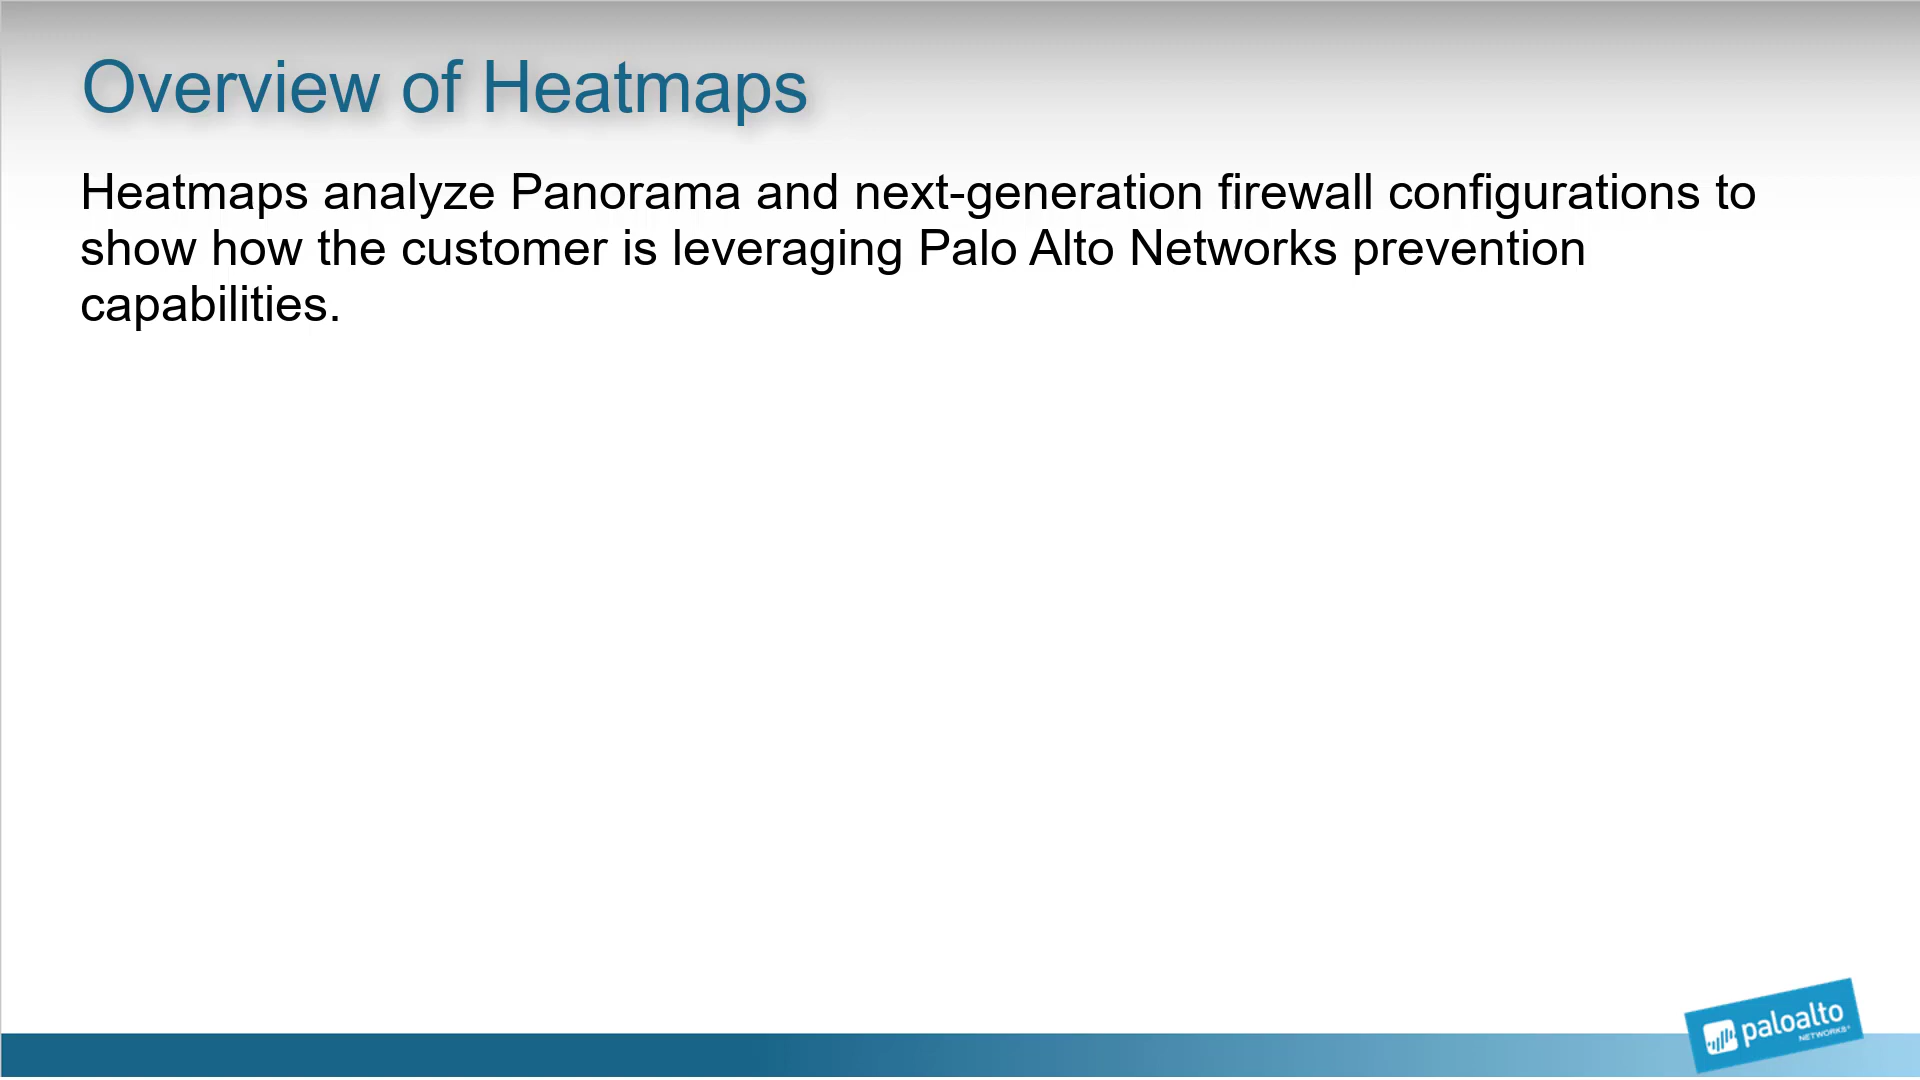 Overview of Heatmaps
Heatmaps analyze Panorama and next-generation firewall configurations to
show how the customer is leveraging Palo Alto Networks prevention
capabilities.
paloalto
NETWORKS